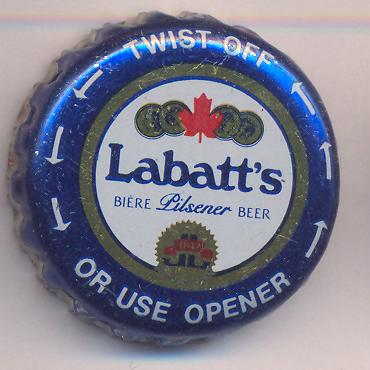 TWIST OFF
Labatt's
BIÈRE Pilsener BEER
OR USE OPENER